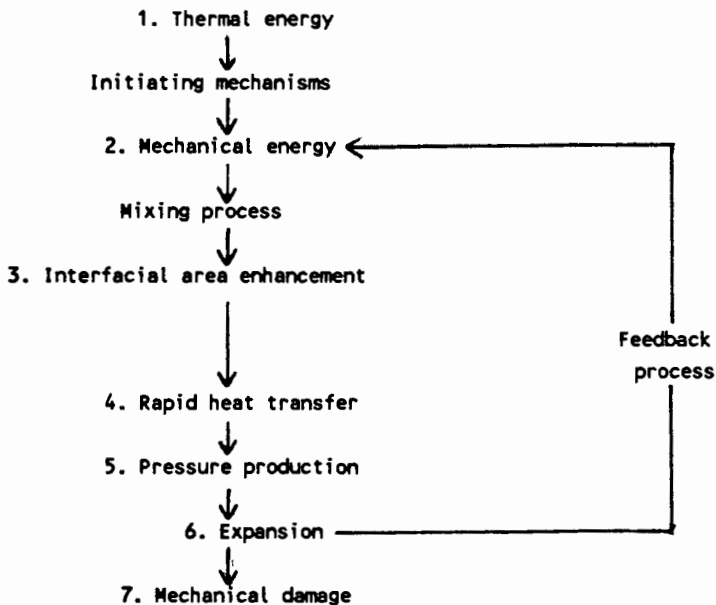 1. Thermal energy
Initiating mechanisms
2. Mechanical energy
Mixing process
3. Interfacial area enhancement
Feedback
process
4. Rapid heat transfer
5. Pressure production
6. Expansion
7. Mechanical damage